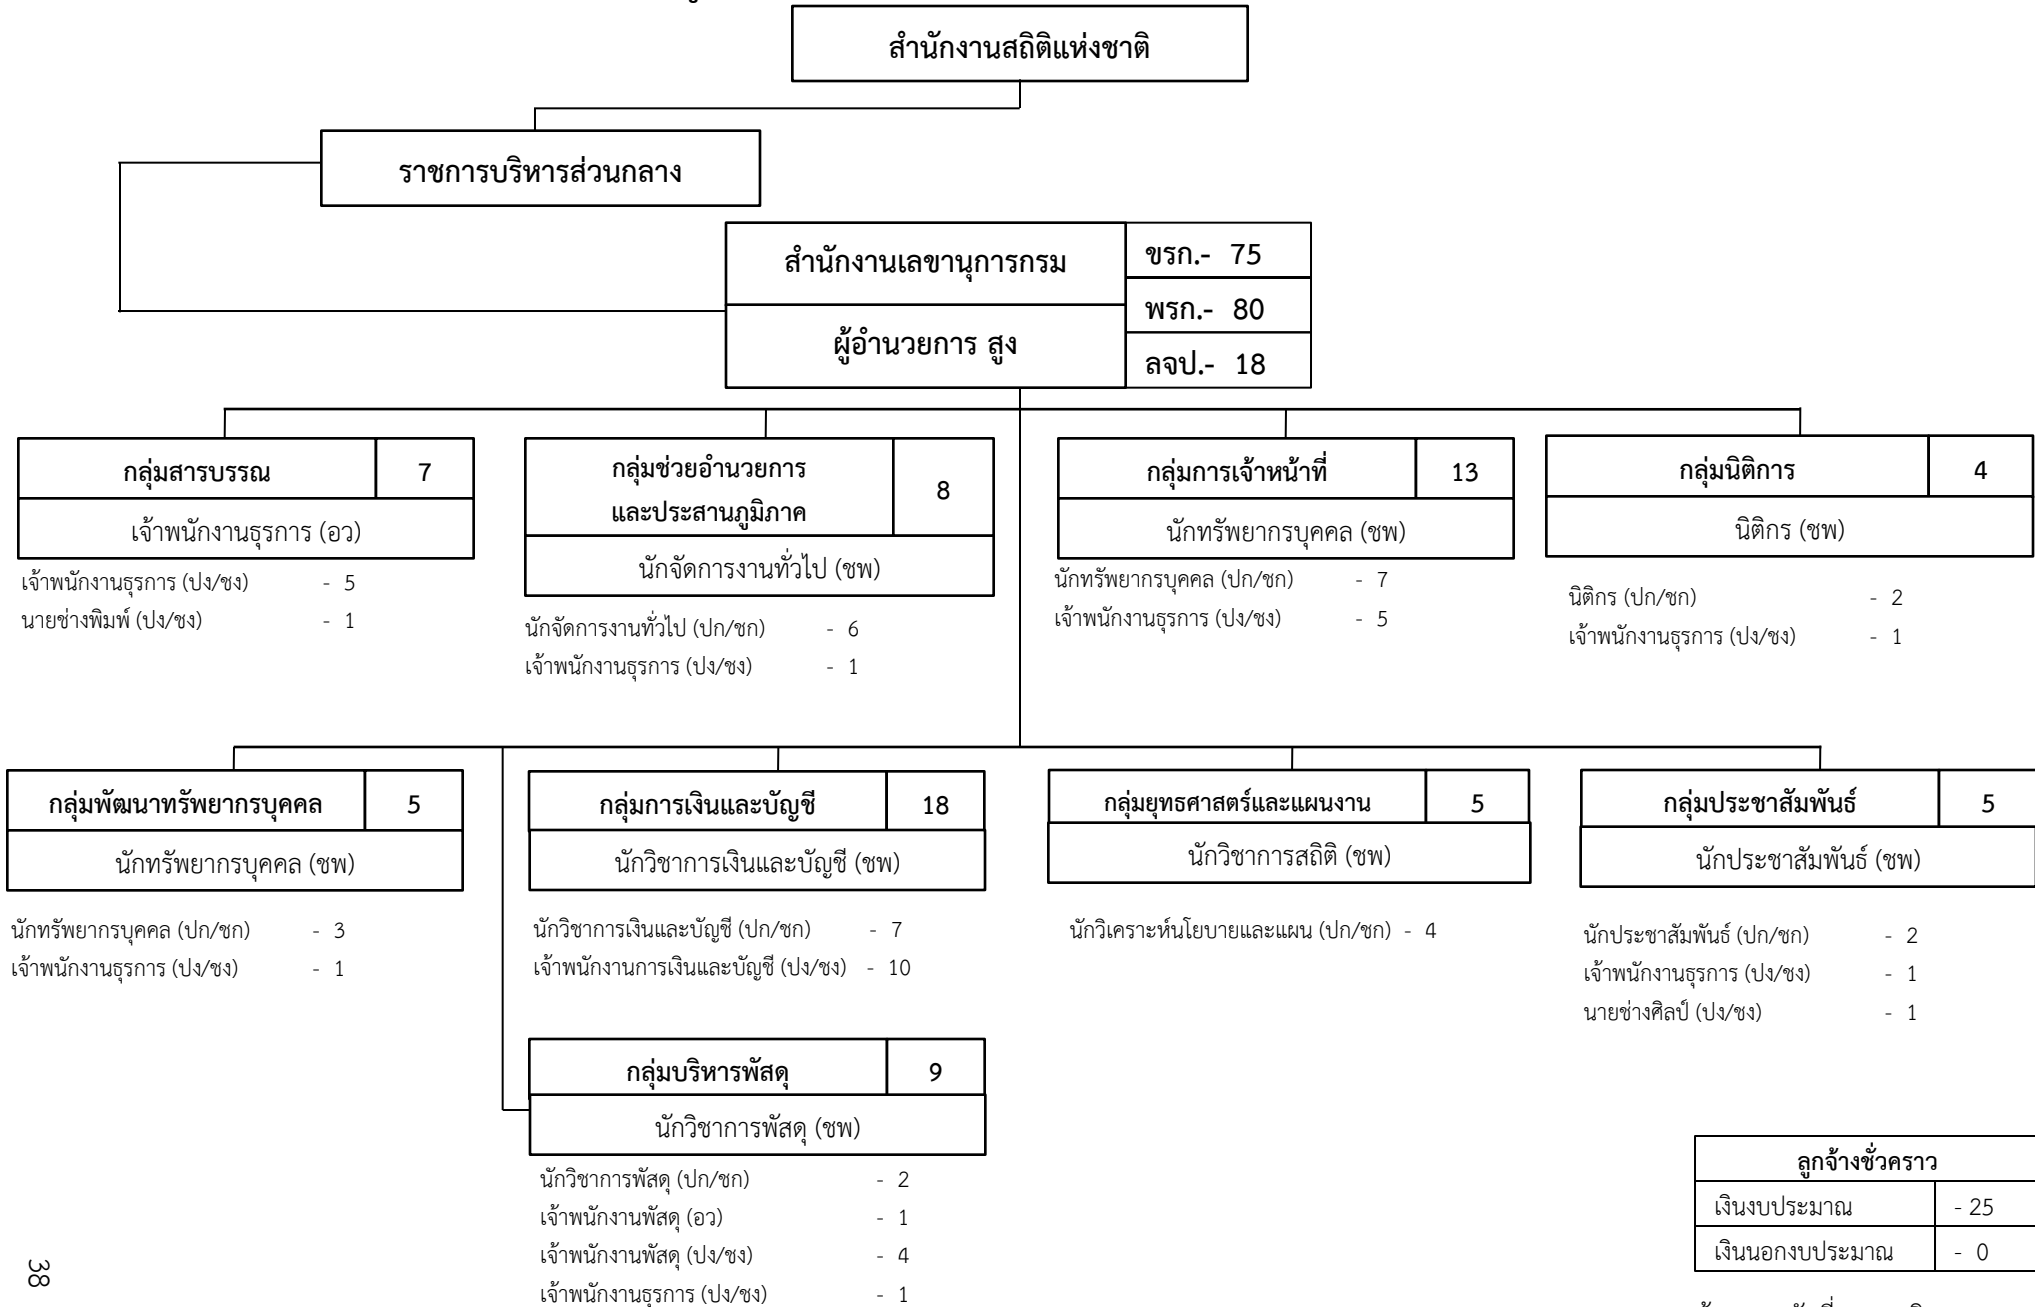 สำนักงานสถิติแห่งชาติ
ราชการบริหารส่วนกลาง
สำนักงานเลขานุการกรม
ผู้อำนวยการ สูง
ขรก.- 75
พรก.- 80
ลจป.- 18
กลุ่มสารบรรณ 7
เจ้าพนักงานธุรการ (อว)
เจ้าพนักงานธุรการ (ปง/ชง) - 5
นายช่างพิมพ์ (ปง/ชง) - 1
กลุ่มช่วยอำนวยการ
และประสานภูมิภาค
8
นักจัดการงานทั่วไป (ชพ)
นักจัดการงานทั่วไป (ปก/ชก) - 6
เจ้าพนักงานธุรการ (ปง/ชง) - 1
กลุ่มการเจ้าหน้าที่ 13
นักทรัพยากรบุคคล (ชพ)
นักทรัพยากรบุคคล (ปก/ชก) - 7
เจ้าพนักงานธุรการ (ปง/ชง) - 5
กลุ่มนิติการ 4
นิติกร (ชพ)
นิติกร (ปก/ชก) - 2
เจ้าพนักงานธุรการ (ปง/ชง) - 1
กลุ่มพัฒนาทรัพยากรบุคคล 5
นักทรัพยากรบุคคล (ชพ)
นักทรัพยากรบุคคล (ปก/ชก) - 3
เจ้าพนักงานธุรการ (ปง/ชง) - 1
กลุ่มการเงินและบัญชี 18
นักวิชาการเงินและบัญชี (ชพ)
นักวิชาการเงินและบัญชี (ปก/ชก) - 7
เจ้าพนักงานการเงินและบัญชี (ปง/ชง) - 10
กลุ่มยุทธศาสตร์และแผนงาน 5
นักวิชาการสถิติ (ชพ)
นักวิเคราะห์นโยบายและแผน (ปก/ชก) - 4
กลุ่มประชาสัมพันธ์ 5
นักประชาสัมพันธ์ (ชพ)
นักประชาสัมพันธ์ (ปก/ชก) - 2
เจ้าพนักงานธุรการ (ปง/ชง) - 1
นายช่างศิลป์ (ปง/ชง) - 1
กลุ่มบริหารพัสดุ 9
นักวิชาการพัสดุ (ชพ)
นักวิชาการพัสดุ (ปก/ชก) - 2
เจ้าพนักงานพัสดุ (อว) - 1
เจ้าพนักงานพัสดุ (ปง/ชง) - 4
เจ้าพนักงานธุรการ (ปง/ชง) - 1
ลูกจ้างชั่วคราว
เงินงบประมาณ - 25
เงินนอกงบประมาณ - 0
38